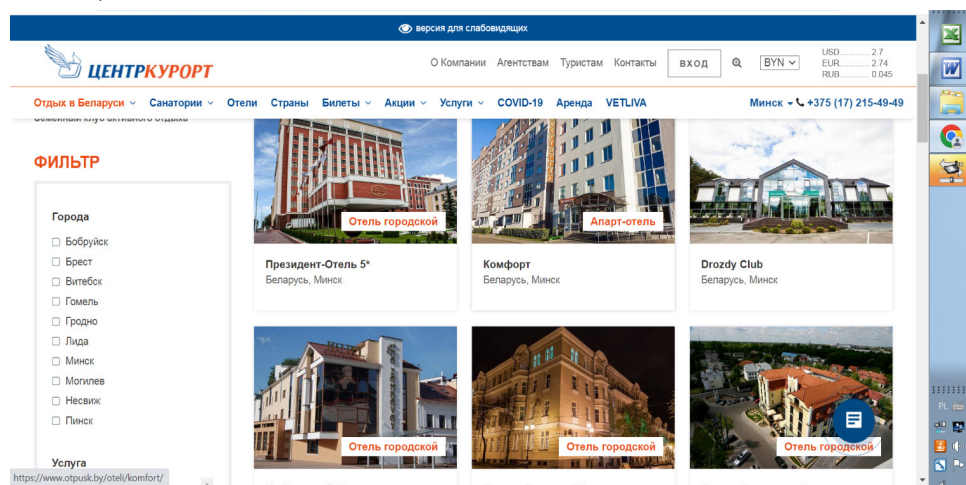 версия для слабовидящих
ЦЕНТРКУРОРТ
О Компании Агентствам Туристам Контакты ВХОД BYN
USD............ 2.7
EUR............ 2.74
RUB............ 0.045
Отдых в Беларуси Санатории Отели Страны Билеты Акции Услуги COVID-19 Аренда VETLIVA Минск +375 (17) 215-49-49
Семейный клуб активного отдыха
ФИЛЬТР
Города
Бобруйск
Брест
Витебск
Гомель
Гродно
Лида
Минск
Могилев
Несвиж
Пинск
Услуга
Отель городской
Президент-Отель 5*
Беларусь, Минск
Апарт-отель
Комфорт
Беларусь, Минск
Drozdy Club
Беларусь, Минск
Отель городской
Отель городской
Отель городской
https://www.otpusk.by/oteli/komfort/
PL